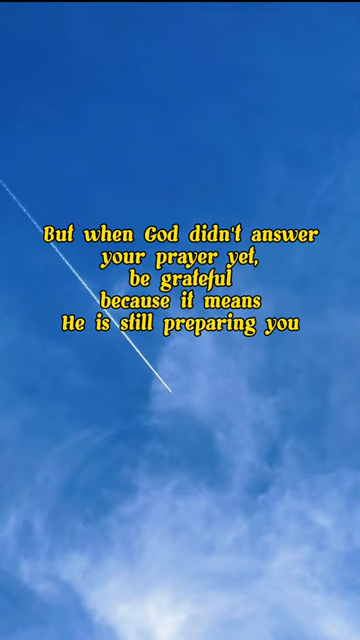 But when God didn't answer
your prayer yet,
be grateful
because it means
He is still preparing you